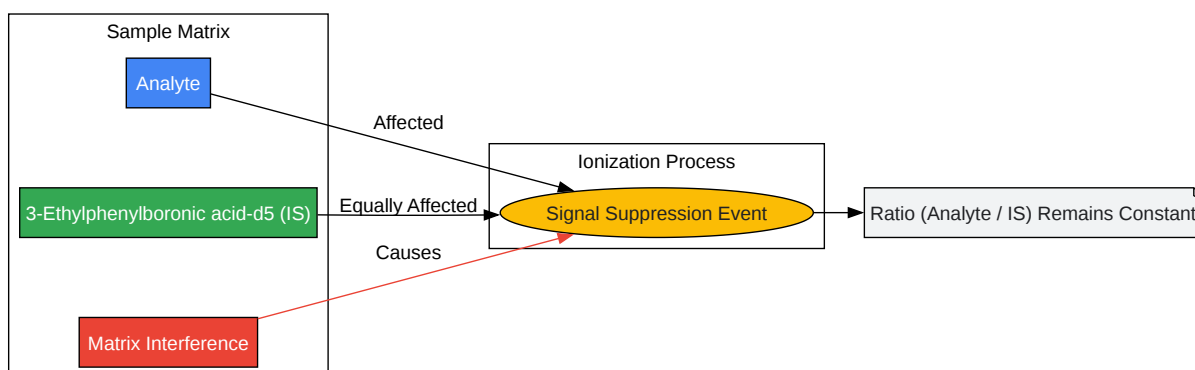 Sample Matrix
Analyte
Affected
Ionization Process
3-Ethylphenylboronic acid-d5 (IS)
Equally Affected
Signal Suppression Event
Ratio (Analyte / IS) Remains Constant
Causes
Matrix Interference